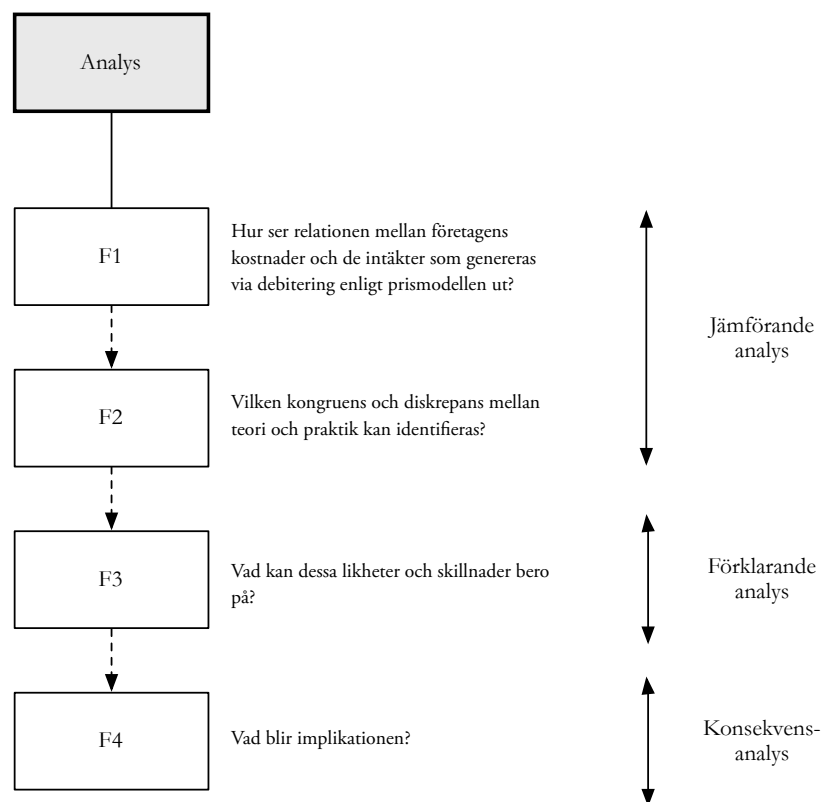 Analys
F1
Hur ser relationen mellan företagens
kostnader och de intäkter som genereras
via debitering enligt prismodellen ut?
Jämförande
analys
F2
Vilken kongruens och diskrepans mellan
teori och praktik kan identifieras?
F3
Vad kan dessa likheter och skillnader bero
på?
Förklarande
analys
F4
Vad blir implikationen?
Konsekvens-
analys